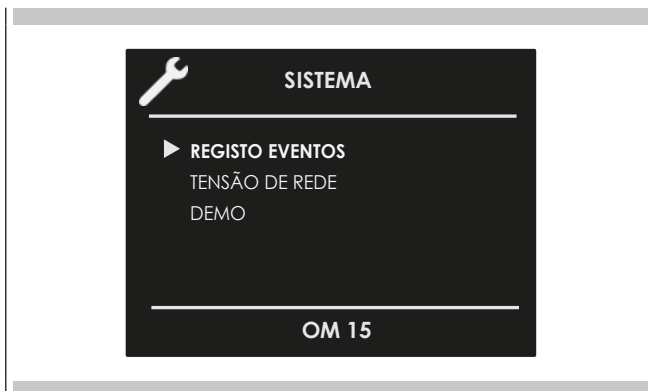 SISTEMA
REGISTO EVENTOS
TENSÃO DE REDE
DEMO
OM 15